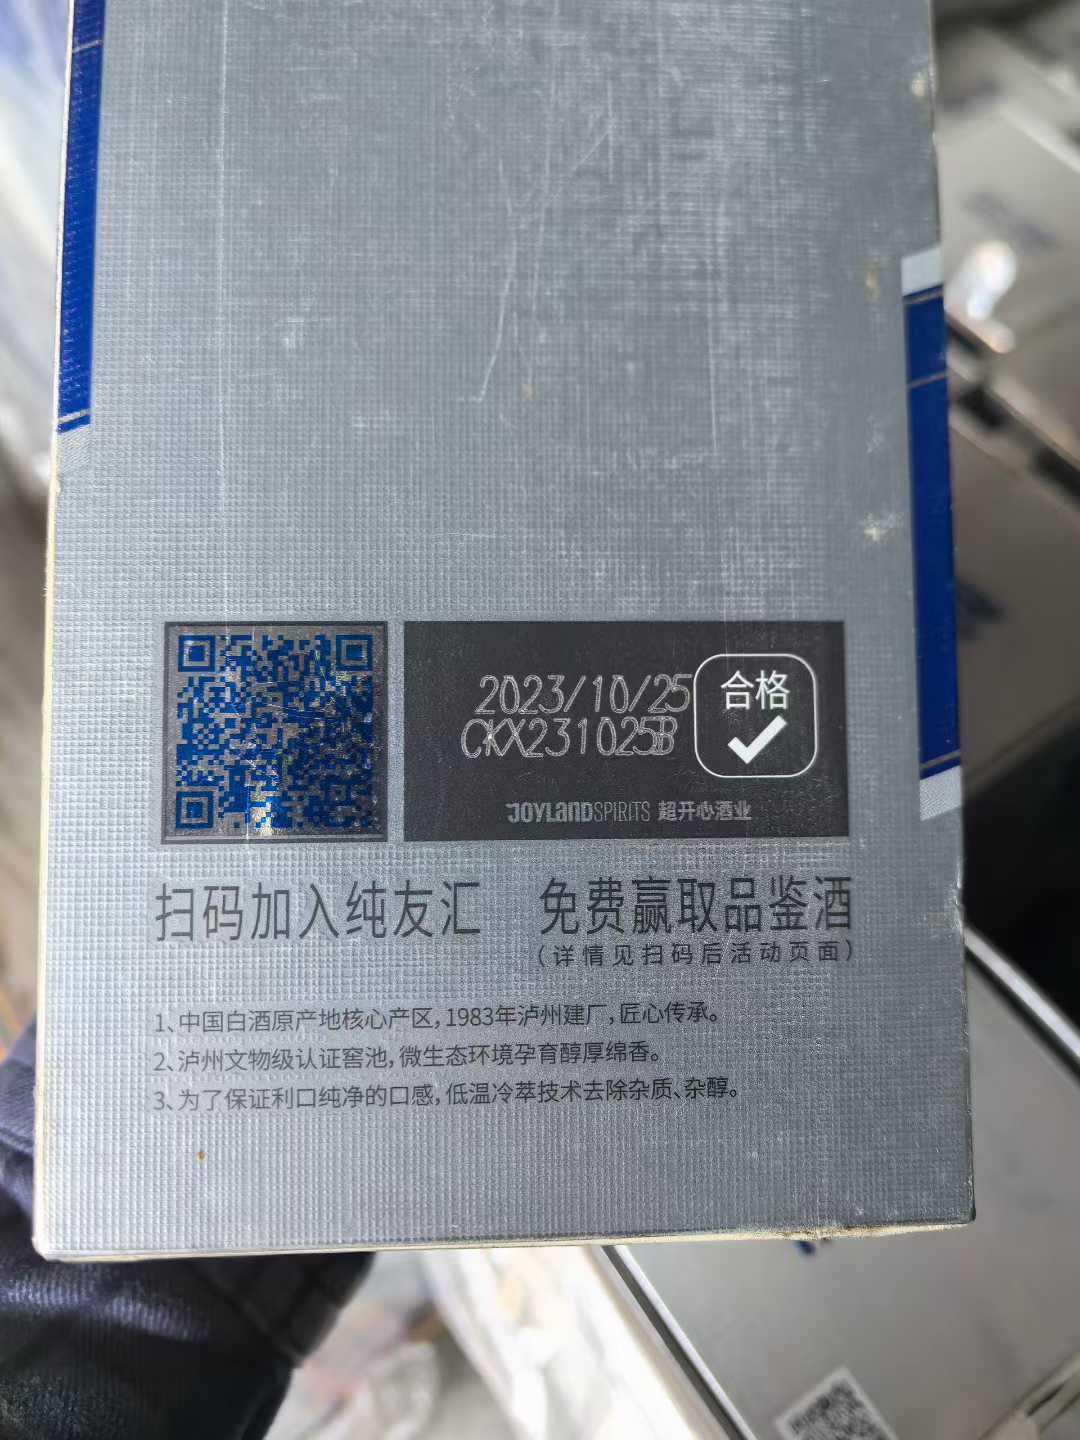 2023/10/25
CKX231025B
合格
JOYLAND SPIRITS 超开心酒业
扫码加入纯友汇 免费赢取品鉴酒
(详情见扫码后活动页面)
1、中国白酒原产地核心产区,1983年泸州建厂,匠心传承。
2、泸州文物级认证窖池,微生态环境孕育醇厚绵香。
3、为了保证利口纯净的口感,低温冷萃技术去除杂质、杂醇。